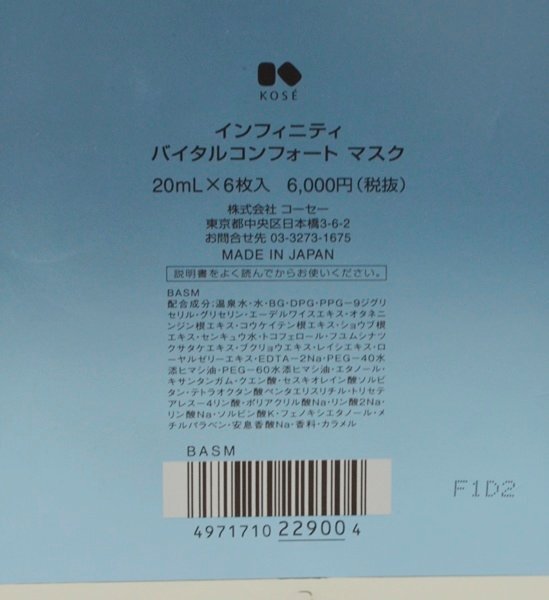 KOSÉ
インフィニティ
バイタルコンフォート マスク
20mL×6枚入 6,000円(税抜)
株式会社 コーセー
東京都中央区日本橋3-6-2
お問合せ先 03-3273-1675
MADE IN JAPAN
説明書をよく読んでからお使いください。
BASM
配合成分:温泉水・水・BG・DPG・PPG-9ジグリ
セリル・グリセリン・エーデルワイスエキス・オタネニ
ンジン根エキス・コウケイテン根エキス・ショウブ根
エキス・センキュウ水・トコフェロール・フユムシナツ
クサタケエキス・ブクリョウエキス・レイシエキス・ロ
ーヤルゼリーエキス・EDTA-2Na・PEG-40水
添ヒマシ油・PEG-60水添ヒマシ油・エタノール・
キサンタンガム・クエン酸・セスキオレイン酸ソルビ
タン・テトラオクタン酸ペンタエリスリチル・トリセテ
アレス-4リン酸・ポリアクリル酸Na・リン酸2Na・
リン酸Na・ソルビン酸K・フェノキシエタノール・メ
チルパラベン・安息香酸Na・香料・カラメル
BASM
F1D2
4971710 22900 4